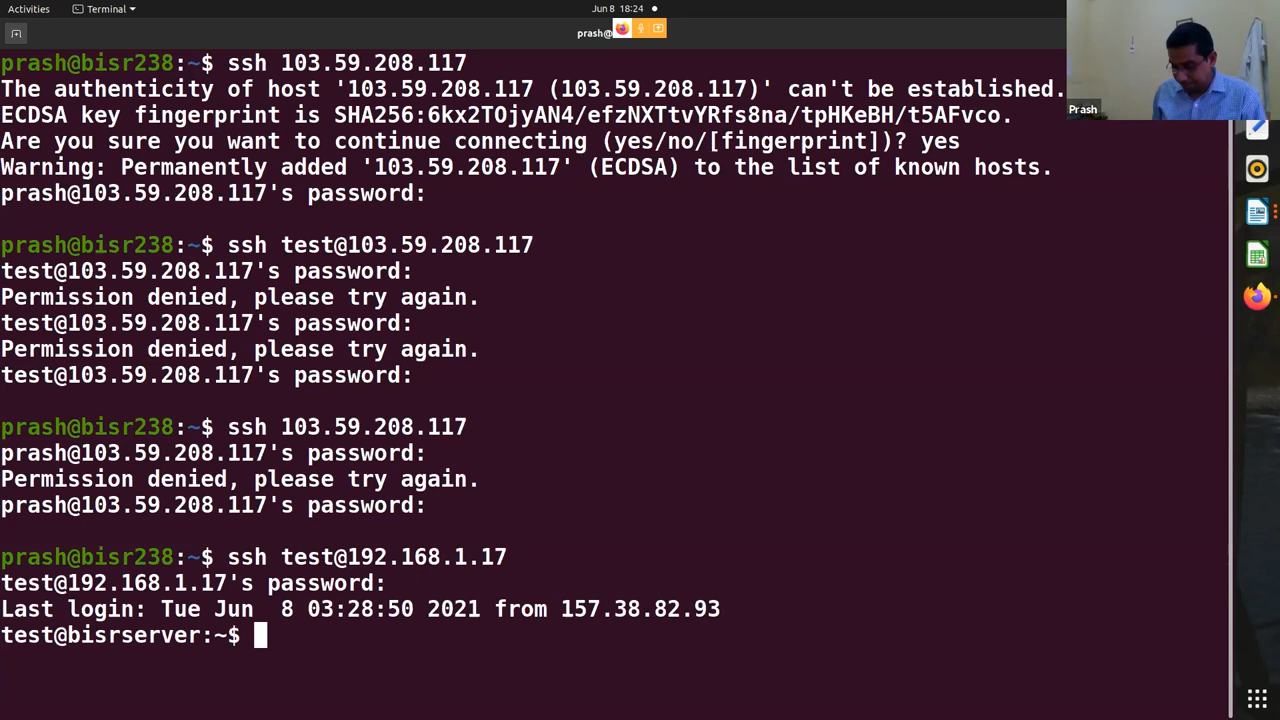 Activities
Terminal
Jun 8 18:24
prash@
prash@bisr238:~$ ssh 103.59.208.117
The authenticity of host '103.59.208.117 (103.59.208.117)' can't be established.
ECDSA key fingerprint is SHA256:6kx2TOjyAN4/efzNXTtvYRfs8na/tpHKeBH/t5AFvco.
Are you sure you want to continue connecting (yes/no/[fingerprint])? yes
Warning: Permanently added '103.59.208.117' (ECDSA) to the list of known hosts.
prash@103.59.208.117's password:
prash@bisr238:~$ ssh test@103.59.208.117
test@103.59.208.117's password:
Permission denied, please try again.
test@103.59.208.117's password:
Permission denied, please try again.
test@103.59.208.117's password:
prash@bisr238:~$ ssh 103.59.208.117
prash@103.59.208.117's password:
Permission denied, please try again.
prash@103.59.208.117's password:
prash@bisr238:~$ ssh test@192.168.1.17
test@192.168.1.17's password:
Last login: Tue Jun  8 03:28:50 2021 from 157.38.82.93
test@bisrserver:~$
Prash